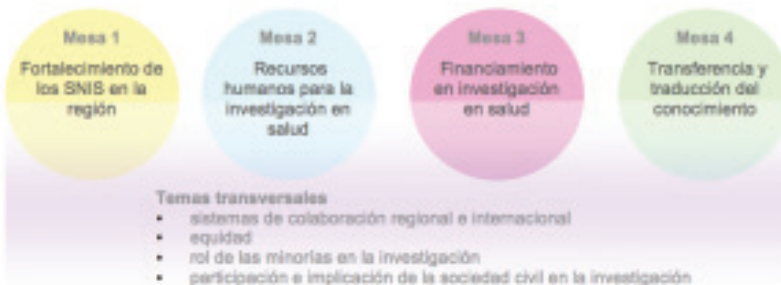 Mesa 1
Fortalecimiento de
los SNIS en la
región
Mesa 2
Recursos
humanos para la
investigación en
salud
Mesa 3
Financiamiento
en investigación
en salud
Mesa 4
Transferencia y
traducción del
conocimiento
Temas transversales
▪ sistemas de colaboración regional e internacional
▪ equidad
▪ rol de las minorías en la investigación
▪ participación e implicación de la sociedad civil en la investigación